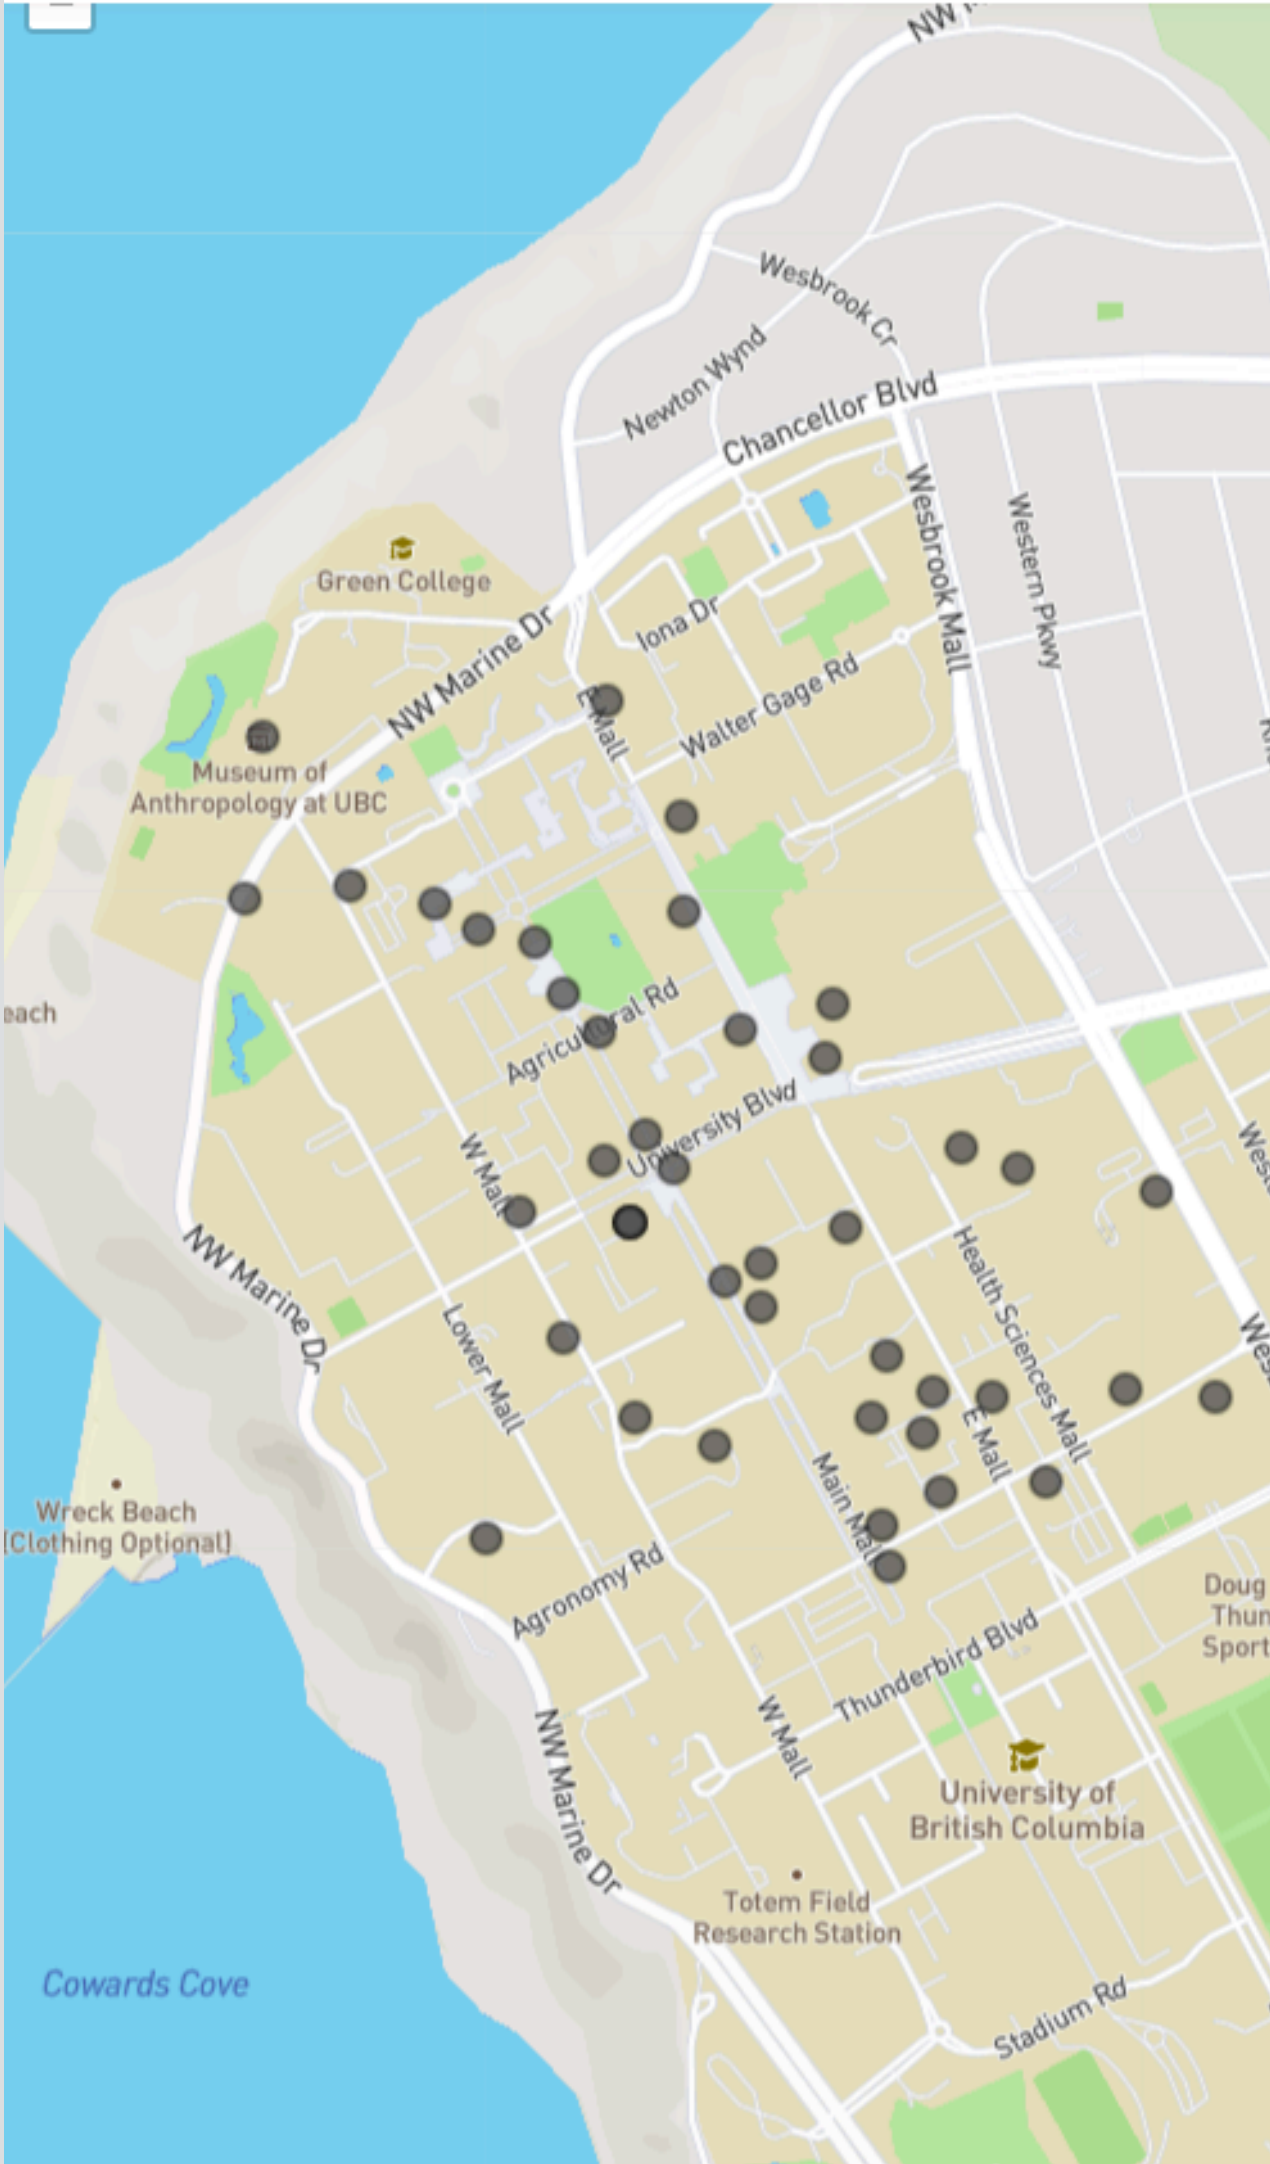 NW
Wesbrook Cr
Newton Wynd
Chancellor Blvd
Wesbrook Mall
Western Pkwy
Green College
NW Marine Dr
Iona Dr
Walter Gage Rd
E Mall
Museum of
Anthropology at UBC
each
Agricultural Rd
University Blvd
W Mall
NW Marine Dr
Health Sciences Mall
Lower Mall
E Mall
Main Mall
Wreck Beach
(Clothing Optional)
Agronomy Rd
Doug
Thun
Sport
Thunderbird Blvd
W Mall
NW Marine Dr
University of
British Columbia
Totem Field
Research Station
Cowards Cove
Stadium Rd